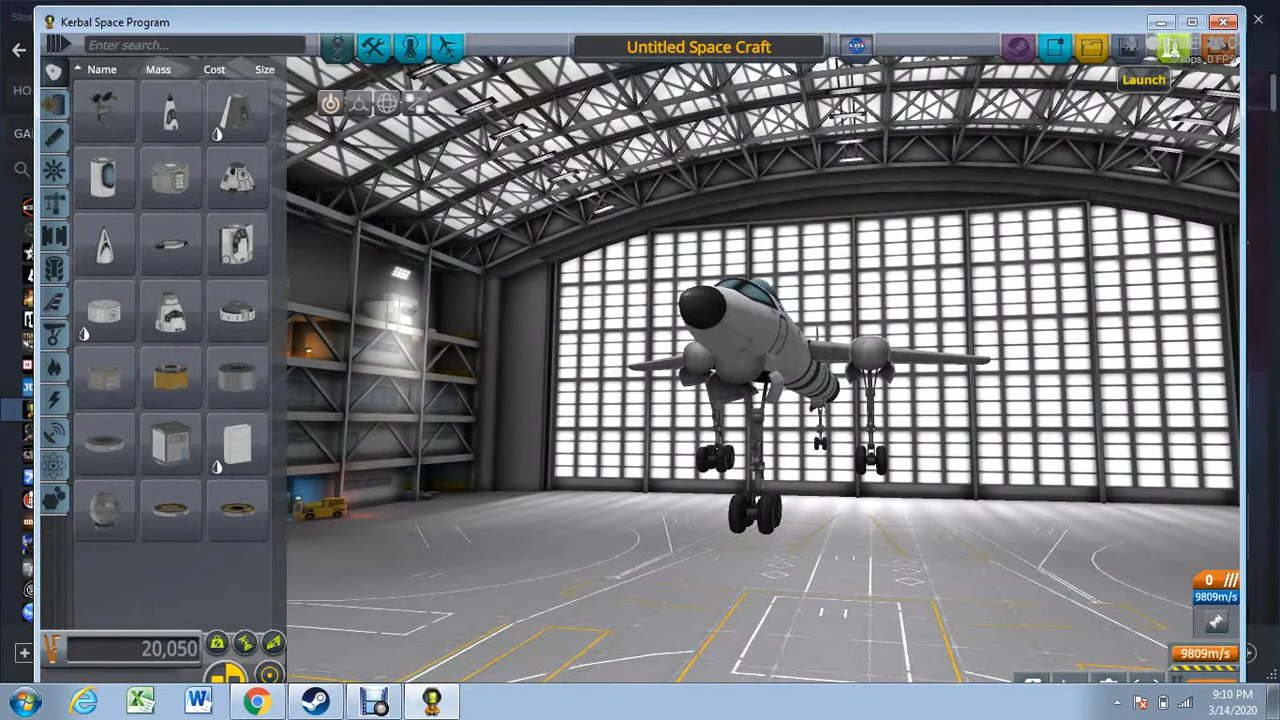 Kerbal Space Program
Enter search...
Untitled Space Craft
Launch
Name Mass Cost Size
20,050
0
9809m/s
9809m/s
9:10 PM
3/14/2020